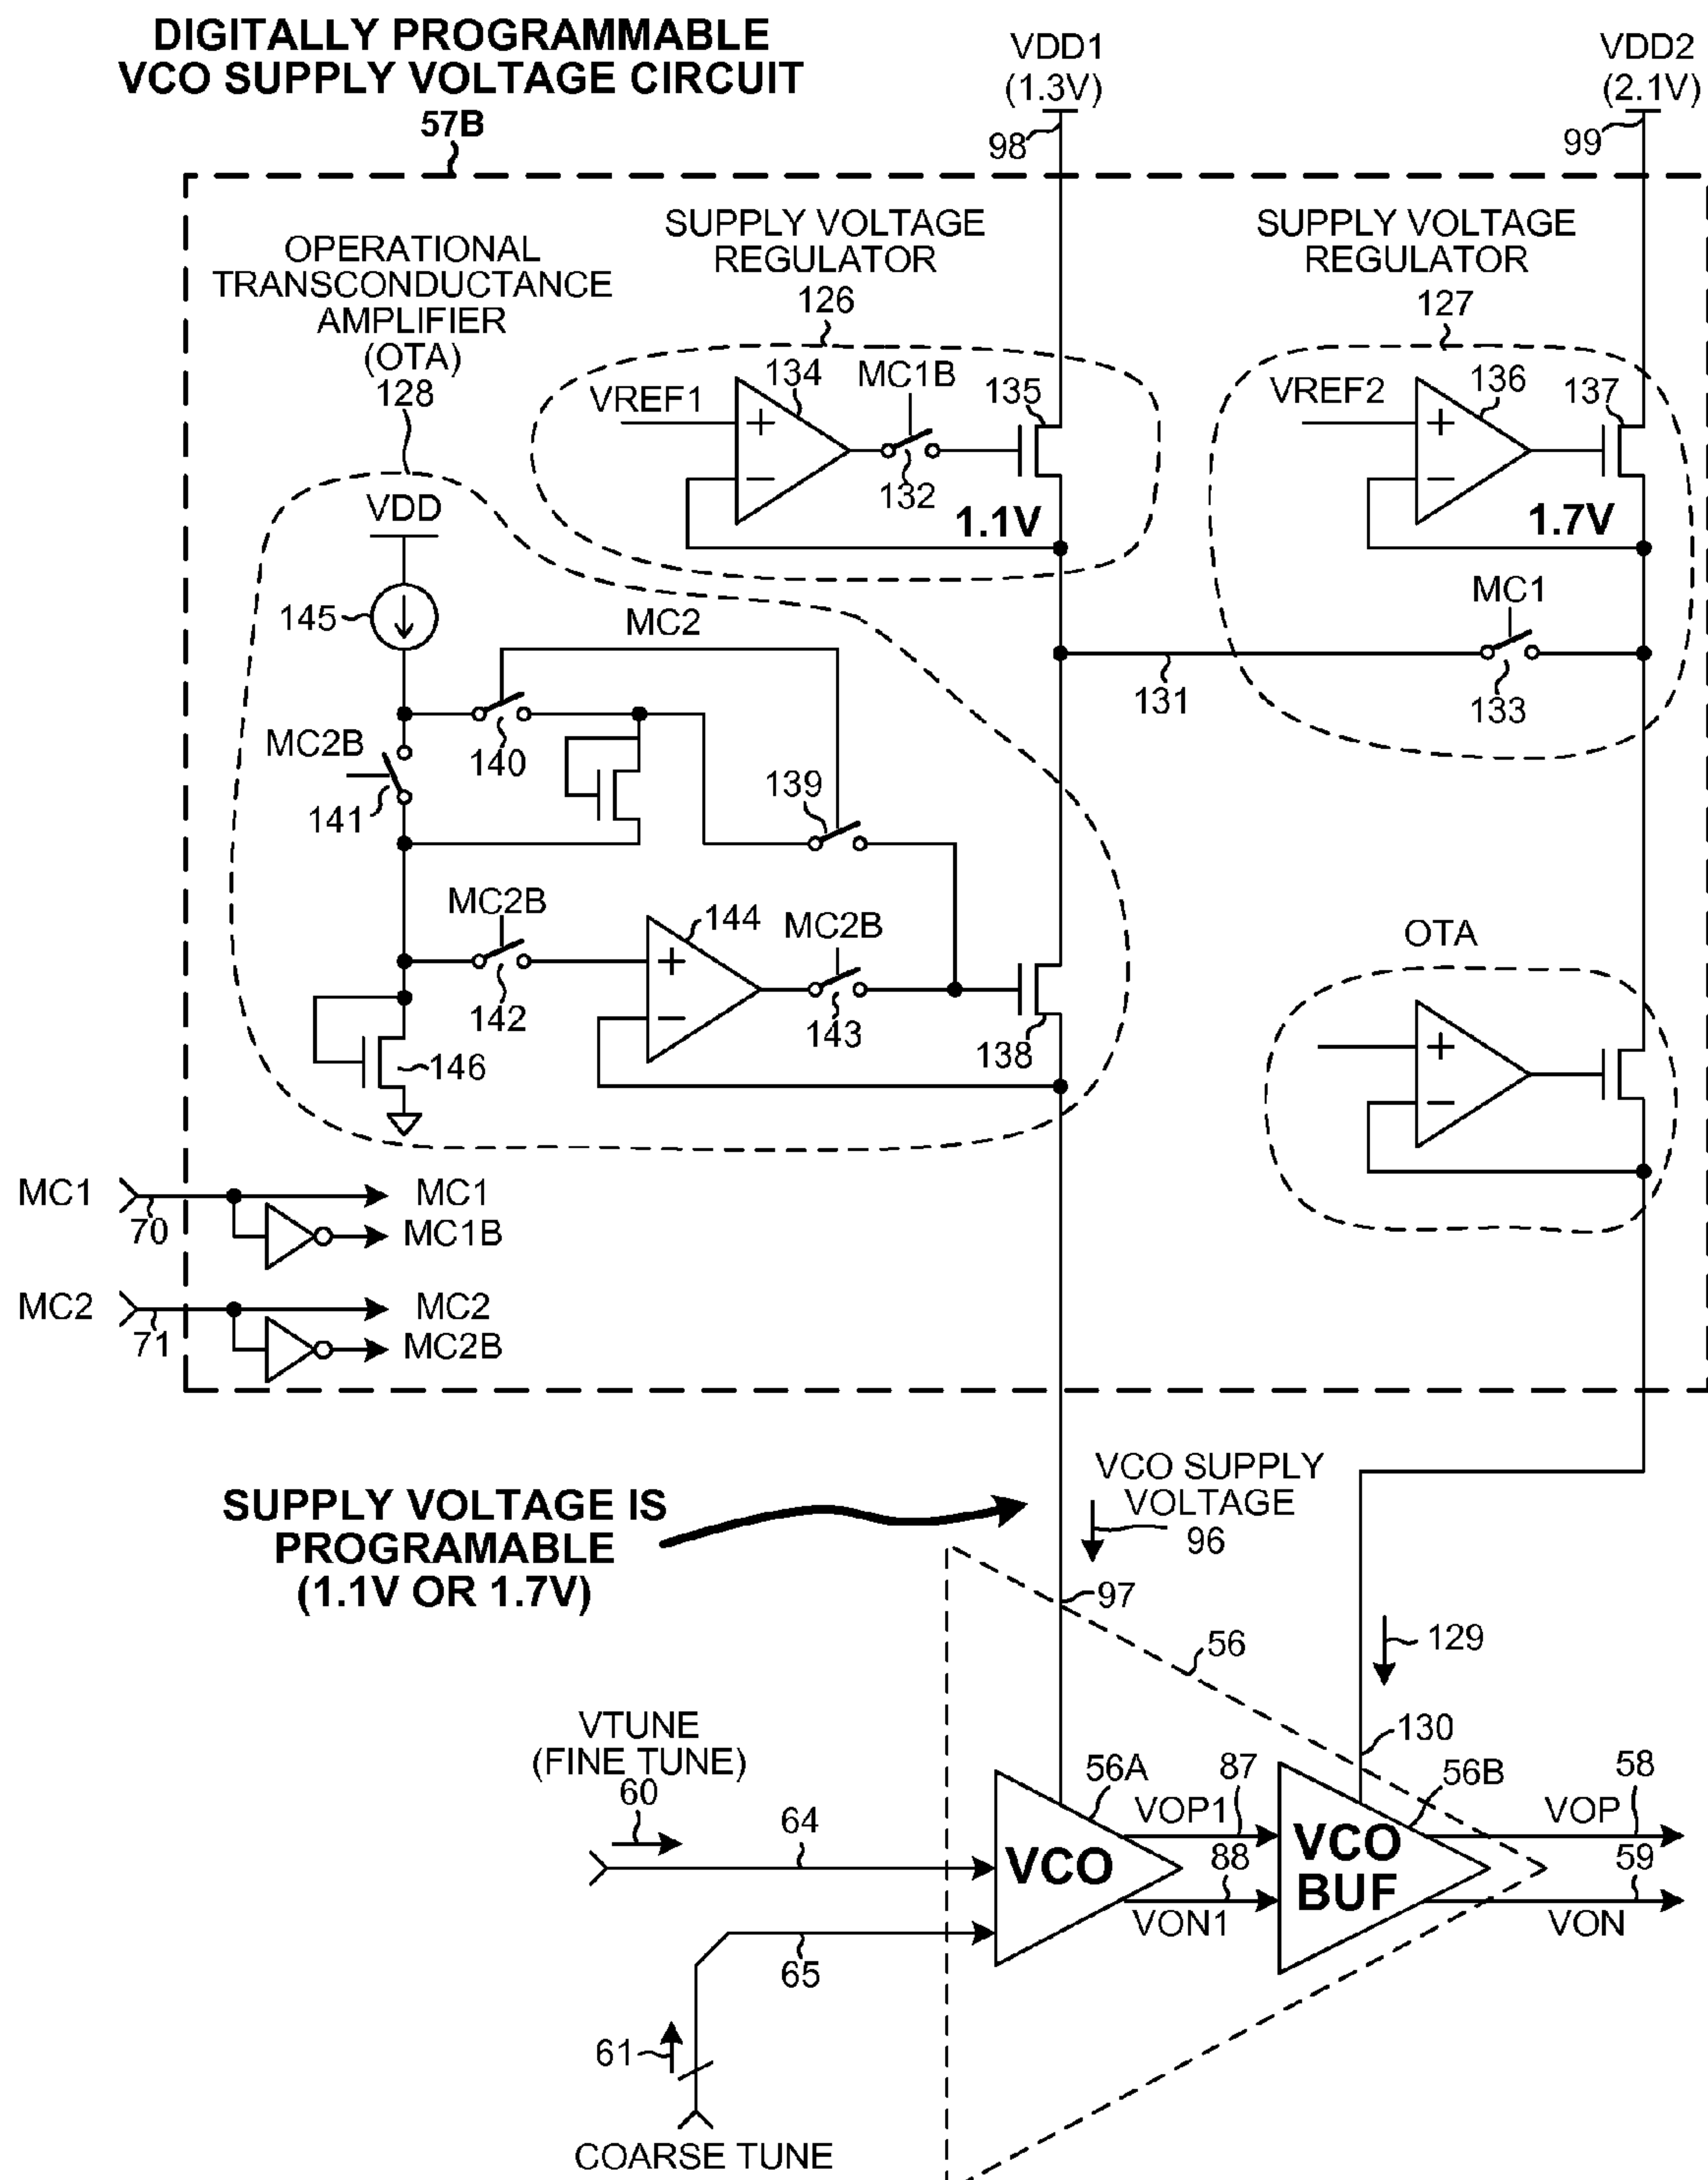 DIGITALLY PROGRAMMABLE
VCO SUPPLY VOLTAGE CIRCUIT
57B
VDD1
(1.3V)
98
VDD2
(2.1V)
99
OPERATIONAL
TRANSCONDUCTANCE
AMPLIFIER
(OTA)
128
SUPPLY VOLTAGE
REGULATOR
126
SUPPLY VOLTAGE
REGULATOR
127
VREF1
+
−
134
MC1B
132
135
1.1V
VREF2
+
−
136
137
1.7V
VDD
145
MC2
MC1
131
133
MC2B
141
140
139
MC2B
142
+
−
144
MC2B
143
138
146
OTA
+
−
MC1
70
MC1
MC1B
MC2
71
MC2
MC2B
SUPPLY VOLTAGE IS
PROGRAMABLE
(1.1V OR 1.7V)
VCO SUPPLY
VOLTAGE
96
97
56
129
130
VTUNE
(FINE TUNE)
60
64
65
61
COARSE TUNE
56A
VCO
VOP1
87
88
VON1
56B
VCO
BUF
58
VOP
59
VON